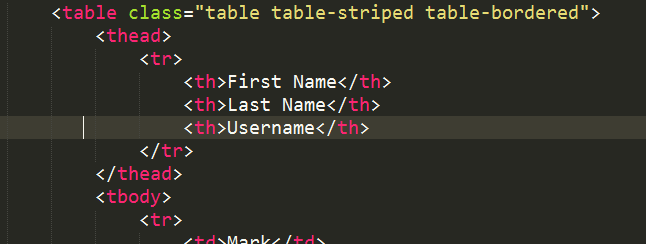 <table class="table table-striped table-bordered">
<thead>
<tr>
<th>First Name</th>
<th>Last Name</th>
<th>Username</th>
</tr>
</thead>
<tbody>
<tr>
<td>Mark</td>